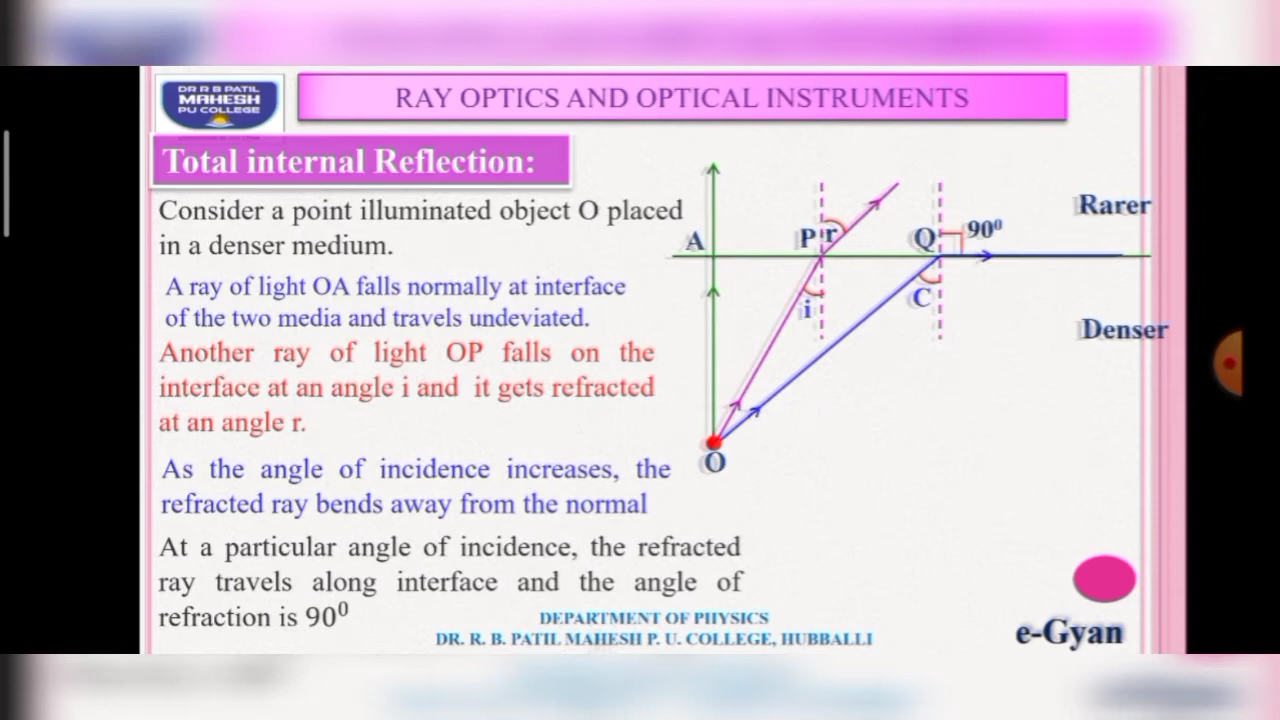 DR R B PATIL
MAHESH
PU COLLEGE
RAY OPTICS AND OPTICAL INSTRUMENTS
Total internal Reflection:
Consider a point illuminated object O placed
in a denser medium.
A ray of light OA falls normally at interface
of the two media and travels undeviated.
Another ray of light OP falls on the
interface at an angle i and it gets refracted
at an angle r.
As the angle of incidence increases, the
refracted ray bends away from the normal
At a particular angle of incidence, the refracted
ray travels along interface and the angle of
refraction is 90⁰
A
P
r
Q
90⁰
Rarer
i
C
Denser
O
DEPARTMENT OF PHYSICS
DR. R. B. PATIL MAHESH P. U. COLLEGE, HUBBALLI
e-Gyan